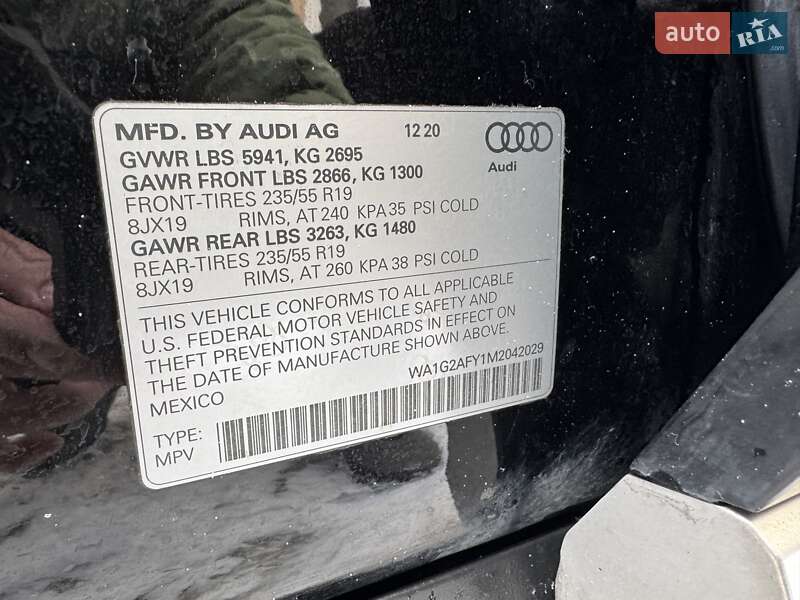 auto RIA .com
MFD. BY AUDI AG 12 20
Audi
GVWR LBS 5941, KG 2695
GAWR FRONT LBS 2866, KG 1300
FRONT-TIRES 235/55 R19
8JX19 RIMS, AT 240 KPA 35 PSI COLD
GAWR REAR LBS 3263, KG 1480
REAR-TIRES 235/55 R19
8JX19 RIMS, AT 260 KPA 38 PSI COLD
THIS VEHICLE CONFORMS TO ALL APPLICABLE
U.S. FEDERAL MOTOR VEHICLE SAFETY AND
THEFT PREVENTION STANDARDS IN EFFECT ON
THE DATE OF MANUFACTURE SHOWN ABOVE.
MEXICO WA1G2AFY1M2042029
TYPE:
MPV